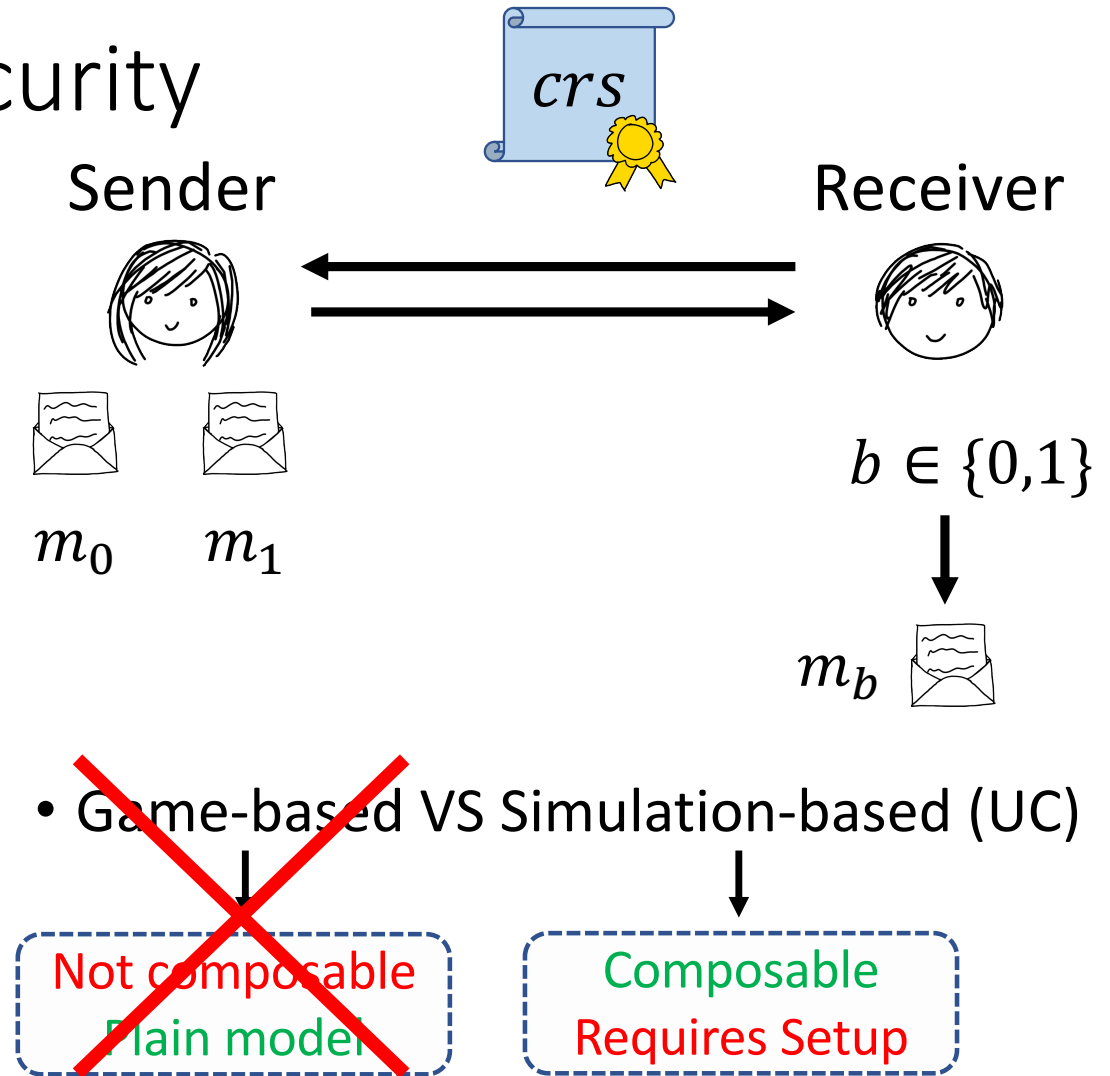 curity
crs
Sender
Receiver
b ∈ {0,1}
m₀ m₁
m_b
• Game-based VS Simulation-based (UC)
Not composable
Plain model
Composable
Requires Setup